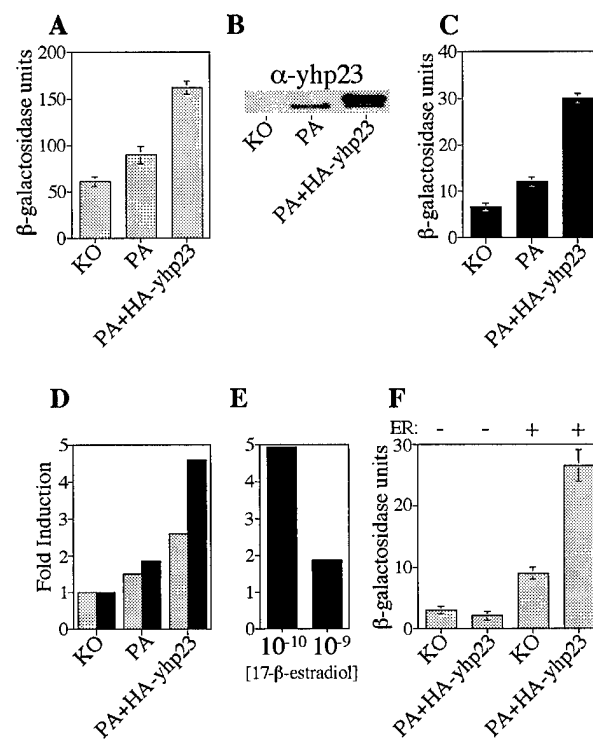 A
β-galactosidase units
200
150
100
50
0
KO
PA
PA+HA-yhp23
B
α-yhp23
KO
PA
PA+HA-yhp23
C
β-galactosidase units
40
30
20
10
0
KO
PA
PA+HA-yhp23
D
Fold Induction
5
4
3
2
1
0
KO
PA
PA+HA-yhp23
E
5
4
3
2
1
0
10⁻¹⁰ 10⁻⁹
[17-β-estradiol]
F
ER: - - + +
β-galactosidase units
30
20
10
0
KO
PA+HA-yhp23
KO
PA+HA-yhp23